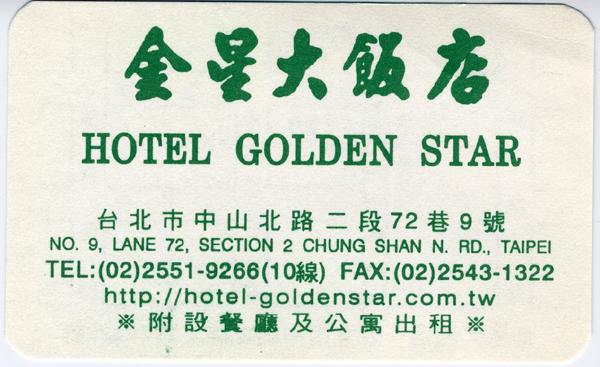 金星大飯店
HOTEL GOLDEN STAR
台北市中山北路二段72巷9號
NO. 9, LANE 72, SECTION 2 CHUNG SHAN N. RD., TAIPEI
TEL:(02)2551-9266(10線) FAX:(02)2543-1322
http://hotel-goldenstar.com.tw
※附設餐廳及公寓出租※